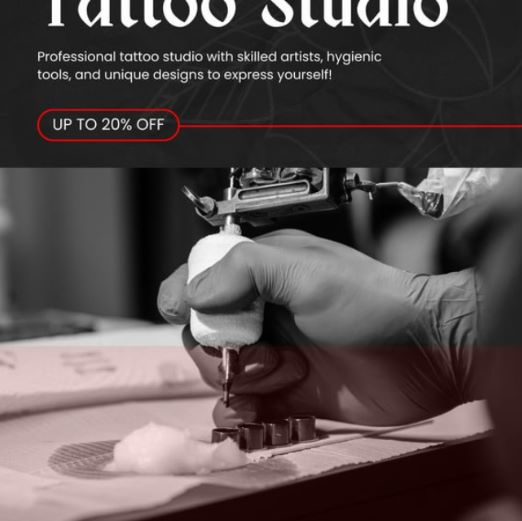 Tattoo Studio
Professional tattoo studio with skilled artists, hygienic
tools, and unique designs to express yourself!
UP TO 20% OFF